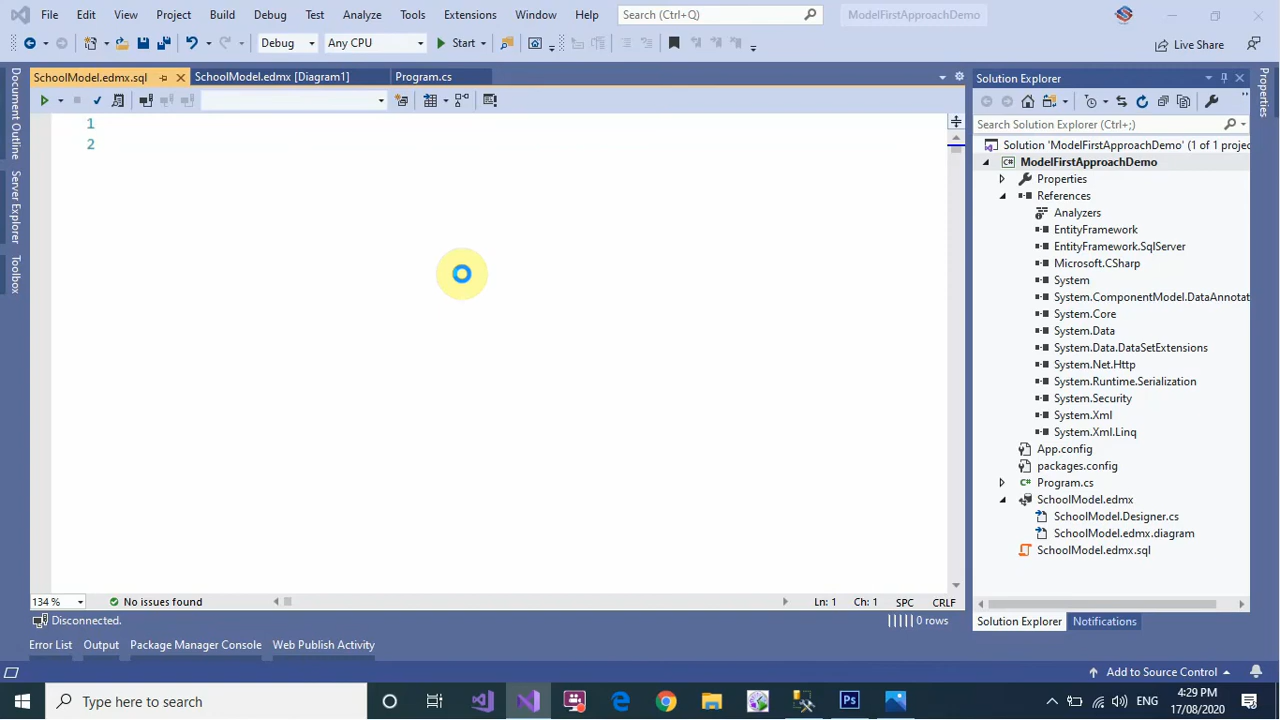 File Edit View Project Build Debug Test Analyze Tools Extensions Window Help Search (Ctrl+Q) ModelFirstApproachDemo
Debug Any CPU Start Live Share
SchoolModel.edmx.sql SchoolModel.edmx [Diagram1] Program.cs
Solution Explorer
Search Solution Explorer (Ctrl+;)
Solution 'ModelFirstApproachDemo' (1 of 1 projec
ModelFirstApproachDemo
Properties
References
Analyzers
EntityFramework
EntityFramework.SqlServer
Microsoft.CSharp
System
System.ComponentModel.DataAnnotat
System.Core
System.Data
System.Data.DataSetExtensions
System.Net.Http
System.Runtime.Serialization
System.Security
System.Xml
System.Xml.Linq
App.config
packages.config
Program.cs
SchoolModel.edmx
SchoolModel.Designer.cs
SchoolModel.edmx.diagram
SchoolModel.edmx.sql
Solution Explorer Notifications
Document Outline
Server Explorer
Toolbox
Properties
1
2
134 % No issues found Ln: 1 Ch: 1 SPC CRLF
Disconnected. 0 rows
Error List Output Package Manager Console Web Publish Activity
Add to Source Control
Type here to search
ENG
4:29 PM
17/08/2020